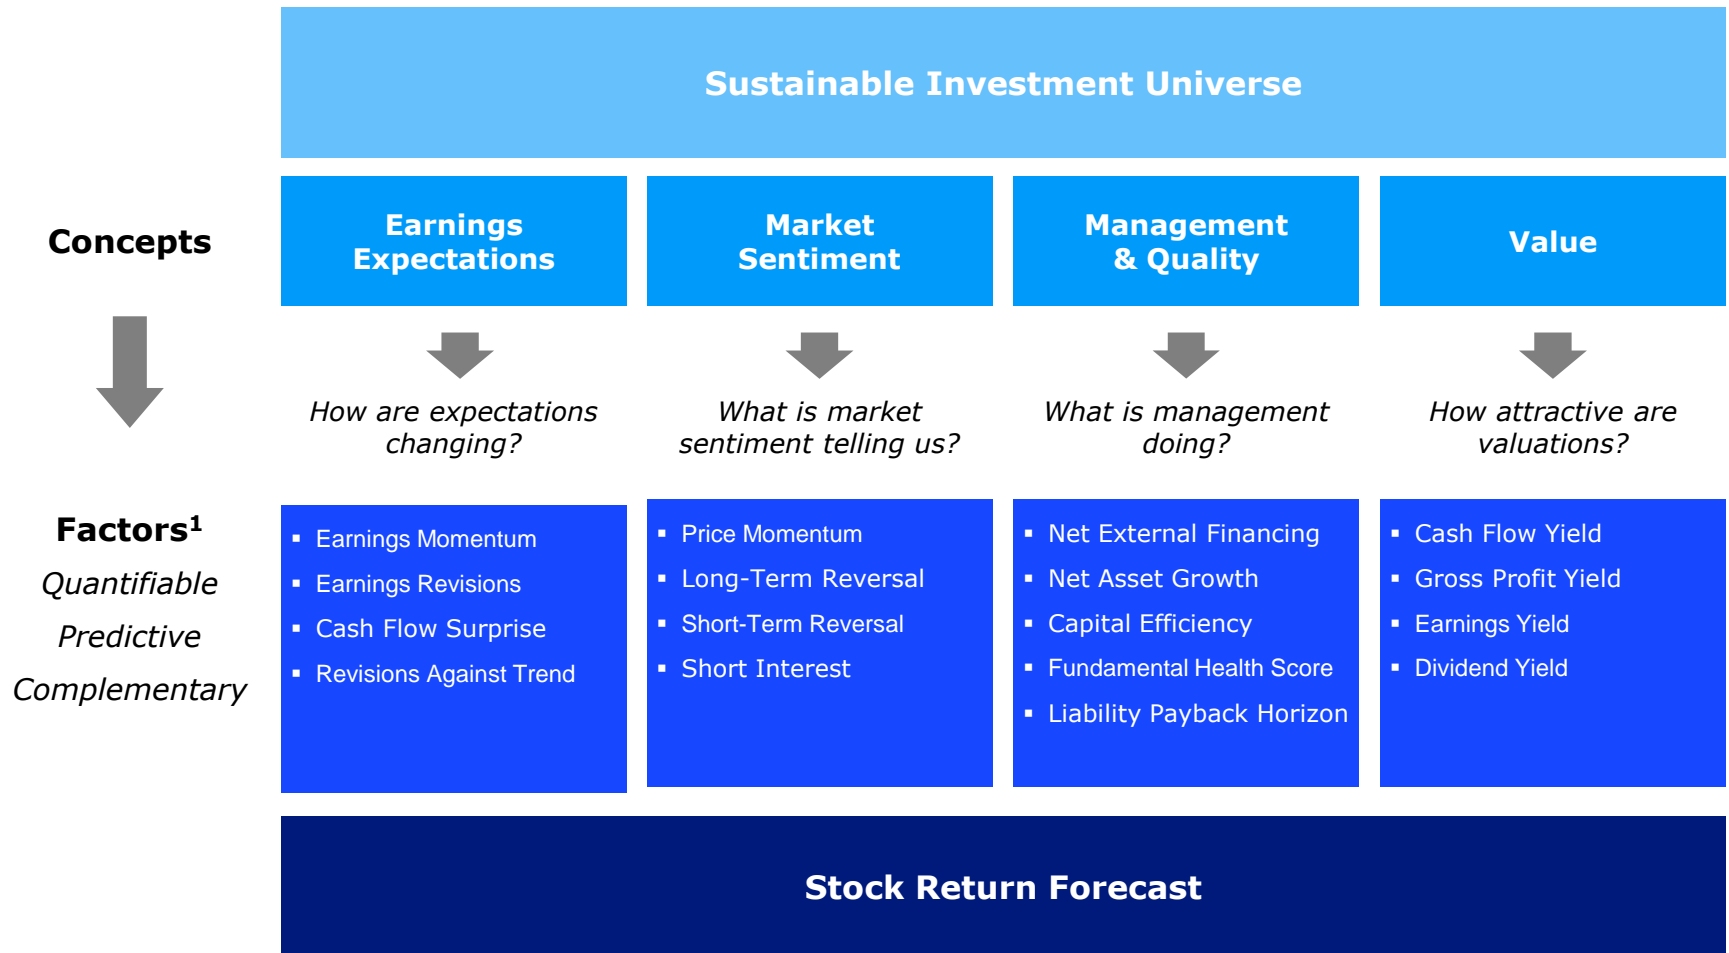 Sustainable Investment Universe
Concepts
Earnings
Expectations
Market
Sentiment
Management
& Quality
Value
How are expectations
changing?
What is market
sentiment telling us?
What is management
doing?
How attractive are
valuations?
Factors¹
Quantifiable
Predictive
Complementary
▪ Earnings Momentum
▪ Earnings Revisions
▪ Cash Flow Surprise
▪ Revisions Against Trend
▪ Price Momentum
▪ Long-Term Reversal
▪ Short-Term Reversal
▪ Short Interest
▪ Net External Financing
▪ Net Asset Growth
▪ Capital Efficiency
▪ Fundamental Health Score
▪ Liability Payback Horizon
▪ Cash Flow Yield
▪ Gross Profit Yield
▪ Earnings Yield
▪ Dividend Yield
Stock Return Forecast